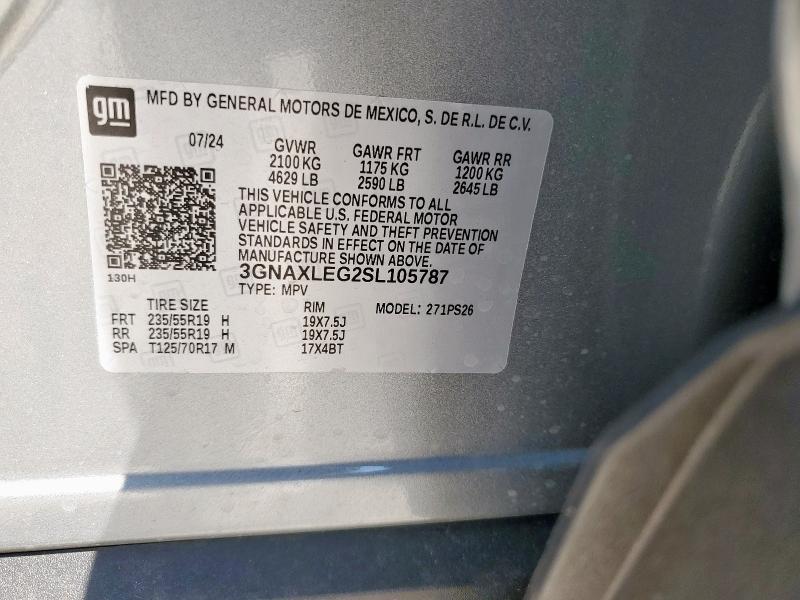 gm MFD BY GENERAL MOTORS DE MEXICO, S. DE R.L. DE C.V.
07/24 GVWR GAWR FRT GAWR RR
2100 KG 1175 KG 1200 KG
4629 LB 2590 LB 2645 LB
THIS VEHICLE CONFORMS TO ALL
APPLICABLE U.S. FEDERAL MOTOR
VEHICLE SAFETY AND THEFT PREVENTION
STANDARDS IN EFFECT ON THE DATE OF
MANUFACTURE SHOWN ABOVE.
130H 3GNAXLEG2SL105787
TYPE: MPV MODEL: 271PS26
TIRE SIZE RIM
FRT 235/55R19 H 19X7.5J
RR 235/55R19 H 19X7.5J
SPA T125/70R17 M 17X4BT